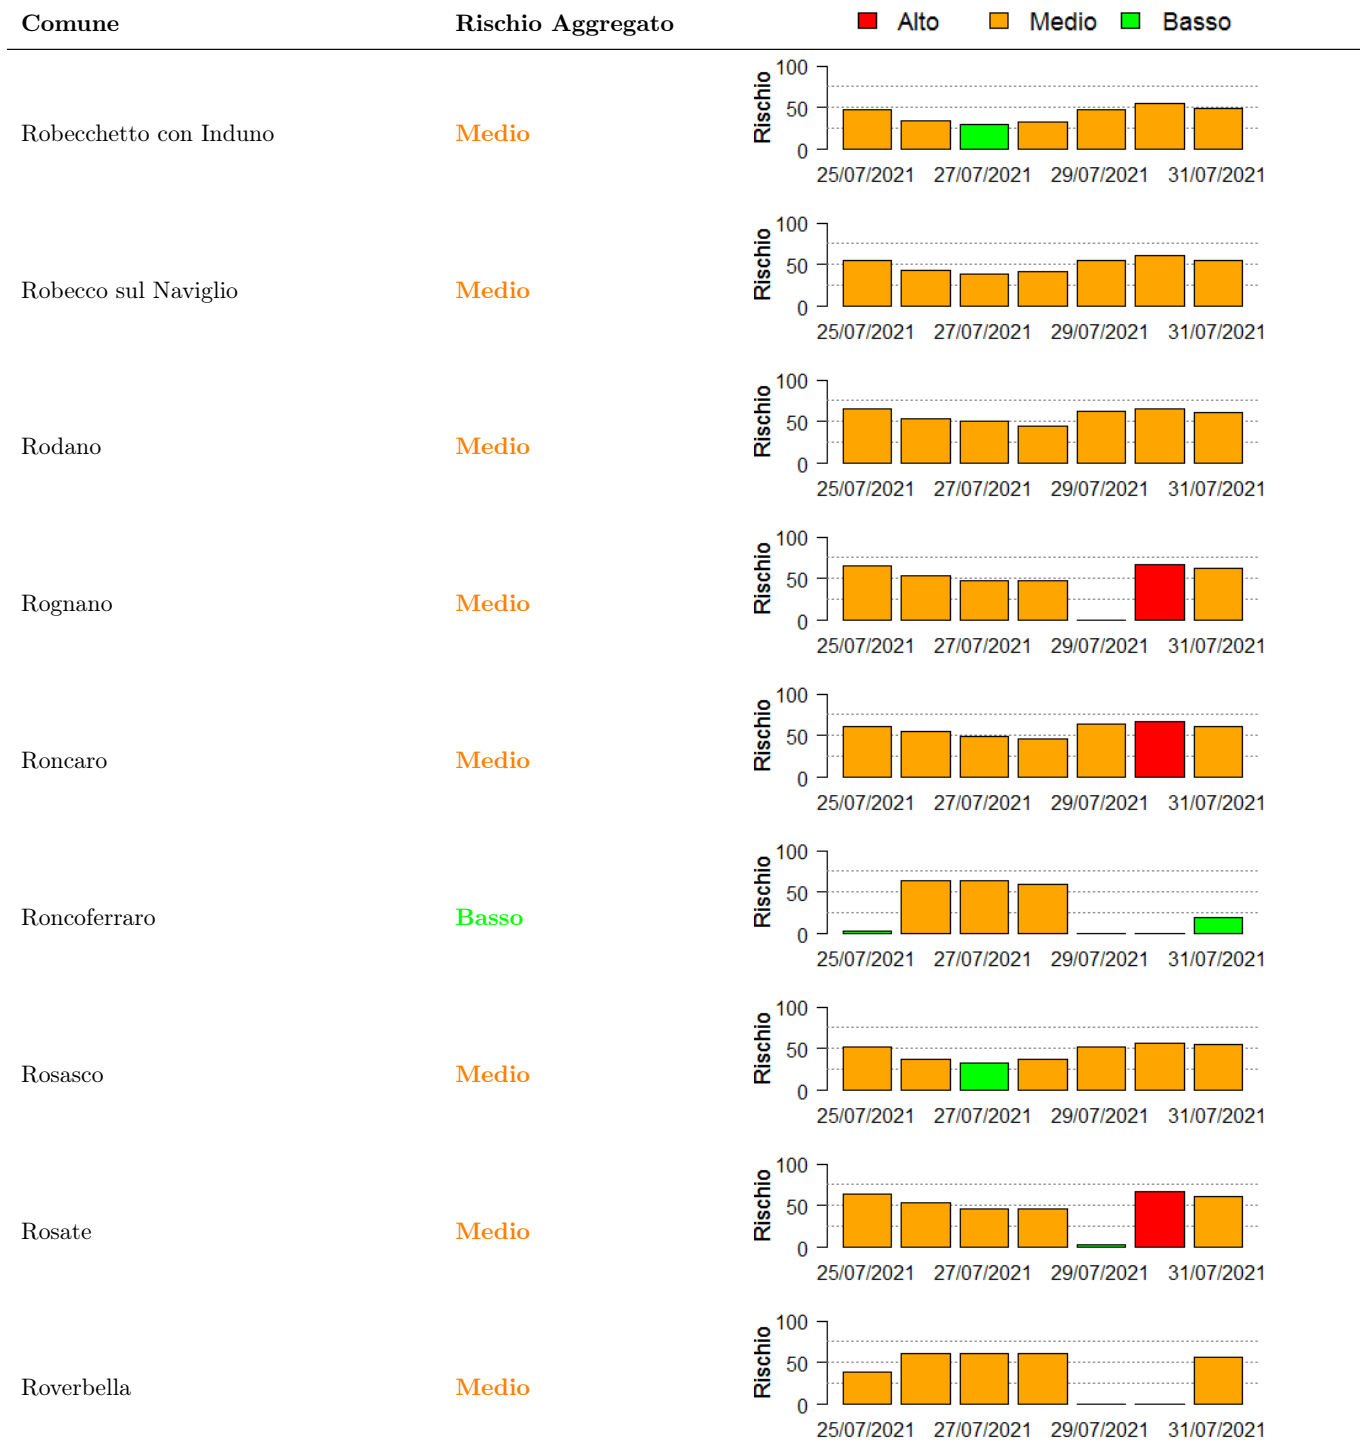 Comune Rischio Aggregato Alto Medio Basso
Robecchetto con Induno Medio Rischio 100 50 0
25/07/2021 27/07/2021 29/07/2021 31/07/2021
Robecco sul Naviglio Medio Rischio 100 50 0
25/07/2021 27/07/2021 29/07/2021 31/07/2021
Rodano Medio Rischio 100 50 0
25/07/2021 27/07/2021 29/07/2021 31/07/2021
Rognano Medio Rischio 100 50 0
25/07/2021 27/07/2021 29/07/2021 31/07/2021
Roncaro Medio Rischio 100 50 0
25/07/2021 27/07/2021 29/07/2021 31/07/2021
Roncoferraro Basso Rischio 100 50 0
25/07/2021 27/07/2021 29/07/2021 31/07/2021
Rosasco Medio Rischio 100 50 0
25/07/2021 27/07/2021 29/07/2021 31/07/2021
Rosate Medio Rischio 100 50 0
25/07/2021 27/07/2021 29/07/2021 31/07/2021
Roverbella Medio Rischio 100 50 0
25/07/2021 27/07/2021 29/07/2021 31/07/2021